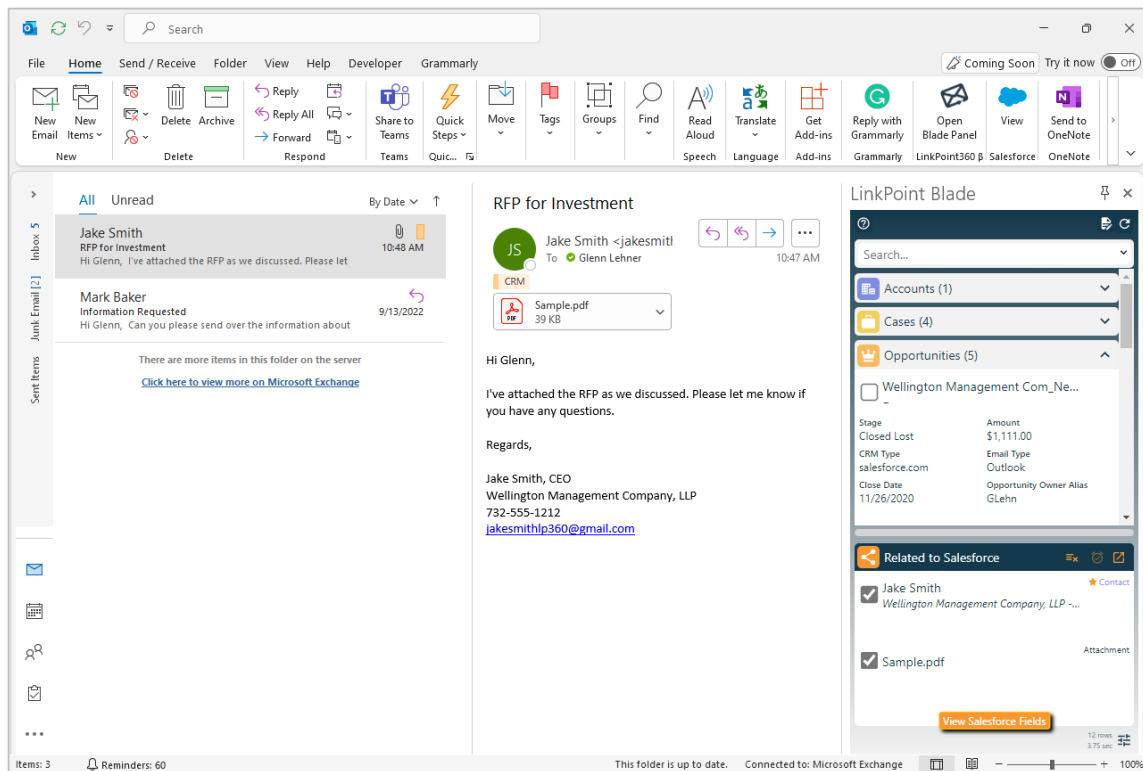 Search
File Home Send / Receive Folder View Help Developer Grammarly
Coming Soon Try it now Off
New Email
New Items
New
Delete
Archive
Delete
Reply
Reply All
Forward
Respond
Share to Teams
Teams
Quick Steps
Quic...
Move
Tags
Groups
Find
Read Aloud
Speech
Translate
Language
Get Add-ins
Add-ins
Reply with Grammarly
Grammarly
Open Blade Panel
LinkPoint360 β
View
Salesforce
Send to OneNote
OneNote
Inbox 5
Junk Email [2]
Sent Items
All Unread By Date
Jake Smith
RFP for Investment 10:48 AM
Hi Glenn, I've attached the RFP as we discussed. Please let
Mark Baker
Information Requested 9/13/2022
Hi Glenn, Can you please send over the information about
There are more items in this folder on the server
Click here to view more on Microsoft Exchange
RFP for Investment
JS
Jake Smith <jakesmitl
To Glenn Lehner 10:47 AM
CRM
PDF
Sample.pdf
39 KB
Hi Glenn,
I've attached the RFP as we discussed. Please let me know if
you have any questions.
Regards,
Jake Smith, CEO
Wellington Management Company, LLP
732-555-1212
jakesmithlp360@gmail.com
LinkPoint Blade
Search...
Accounts (1)
Cases (4)
Opportunities (5)
Wellington Management Com_Ne...
–
Stage Amount
Closed Lost $1,111.00
CRM Type Email Type
salesforce.com Outlook
Close Date Opportunity Owner Alias
11/26/2020 GLehn
Related to Salesforce
Jake Smith Contact
Wellington Management Company, LLP -...
Attachment
Sample.pdf
View Salesforce Fields
12 rows
3.75 sec
Items: 3 Reminders: 60 This folder is up to date. Connected to: Microsoft Exchange 100%